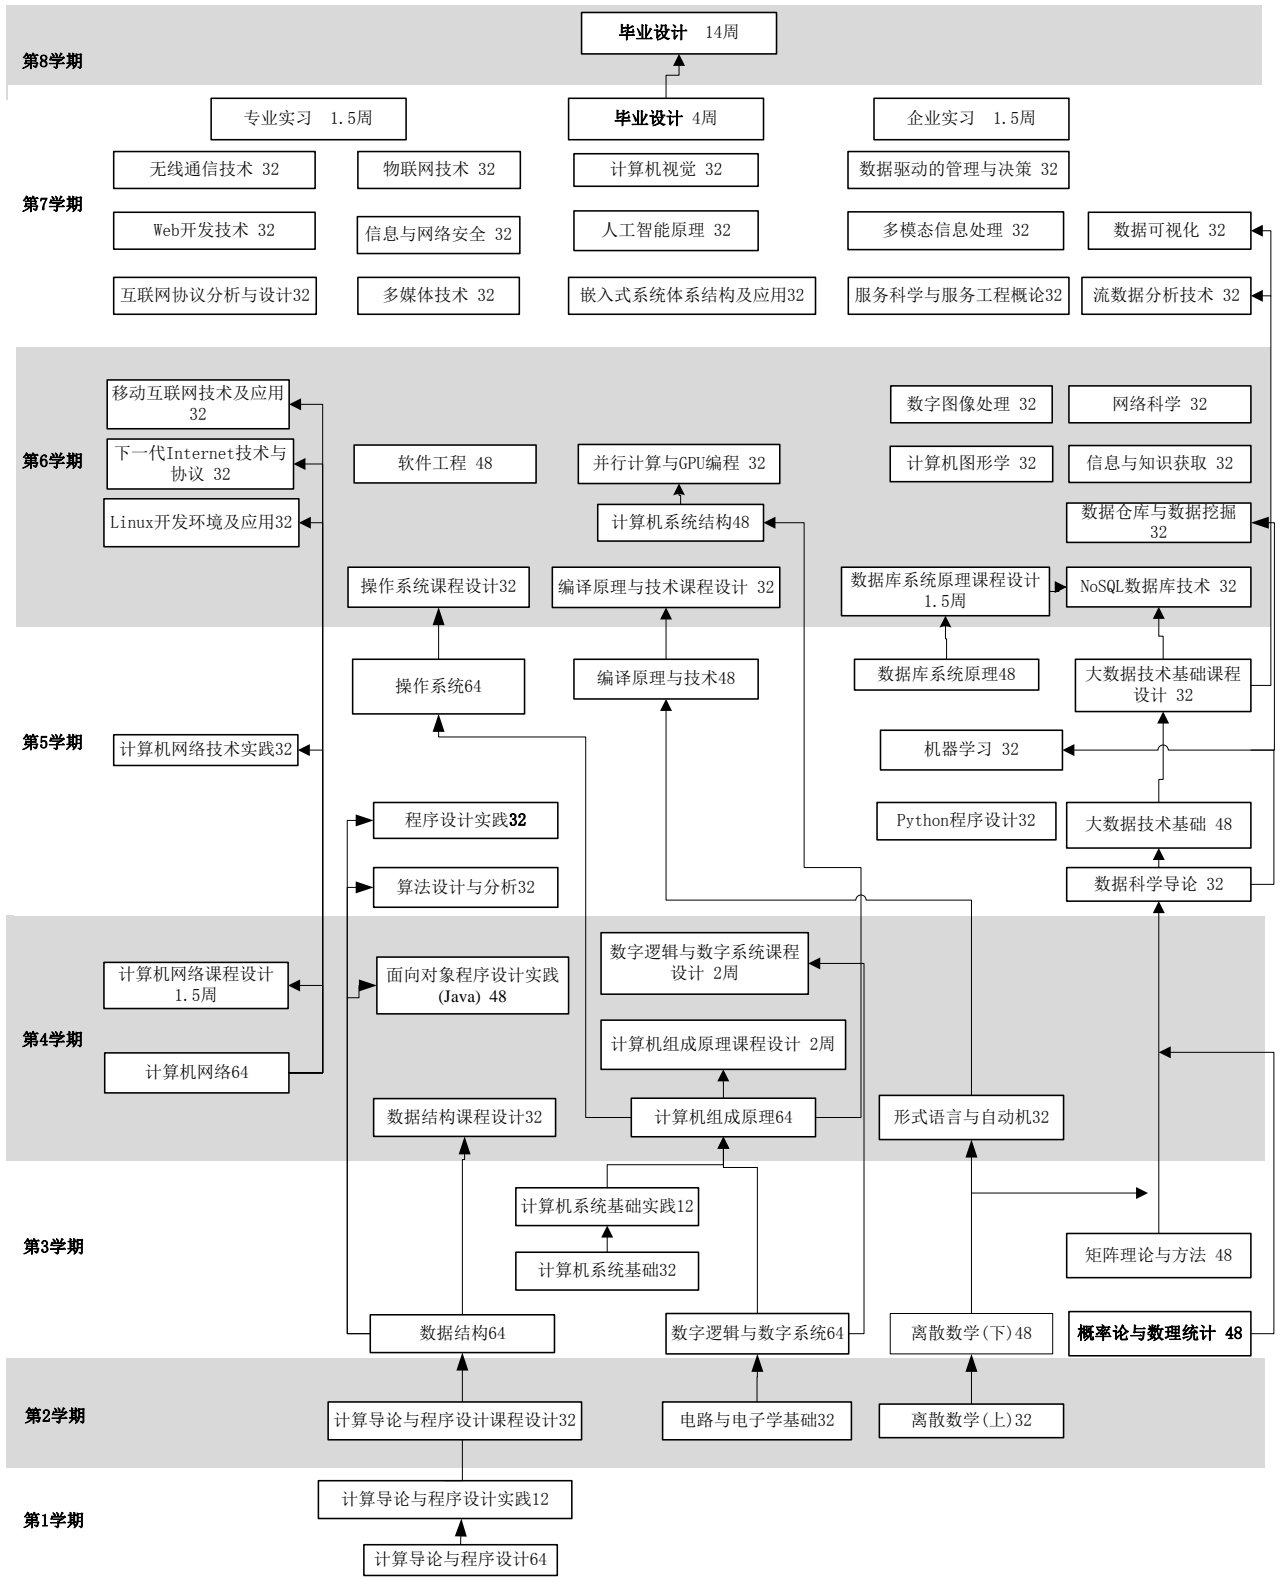 毕业设计 14周
第8学期
专业实习 1.5周
毕业设计 4周
企业实习 1.5周
无线通信技术 32
物联网技术 32
计算机视觉 32
数据驱动的管理与决策 32
第7学期
Web开发技术 32
信息与网络安全 32
人工智能原理 32
多模态信息处理 32
数据可视化 32
互联网协议分析与设计32
多媒体技术 32
嵌入式系统体系结构及应用32
服务科学与服务工程概论32
流数据分析技术 32
移动互联网技术及应用
32
数字图像处理 32
网络科学 32
第6学期
下一代Internet技术与
协议 32
软件工程 48
并行计算与GPU编程 32
计算机图形学 32
信息与知识获取 32
Linux开发环境及应用32
计算机系统结构48
数据仓库与数据挖掘
32
操作系统课程设计32
编译原理与技术课程设计 32
数据库系统原理课程设计
1.5周
NoSQL数据库技术 32
操作系统64
编译原理与技术48
数据库系统原理48
大数据技术基础课程
设计 32
第5学期
计算机网络技术实践32
机器学习 32
程序设计实践32
Python程序设计32
大数据技术基础 48
算法设计与分析32
数据科学导论 32
计算机网络课程设计
1.5周
面向对象程序设计实践
(Java) 48
数字逻辑与数字系统课程
设计 2周
第4学期
计算机网络64
计算机组成原理课程设计 2周
数据结构课程设计32
计算机组成原理64
形式语言与自动机32
计算机系统基础实践12
第3学期
计算机系统基础32
矩阵理论与方法 48
数据结构64
数字逻辑与数字系统64
离散数学(下)48
概率论与数理统计 48
第2学期
计算导论与程序设计课程设计32
电路与电子学基础32
离散数学(上)32
计算导论与程序设计实践12
第1学期
计算导论与程序设计64